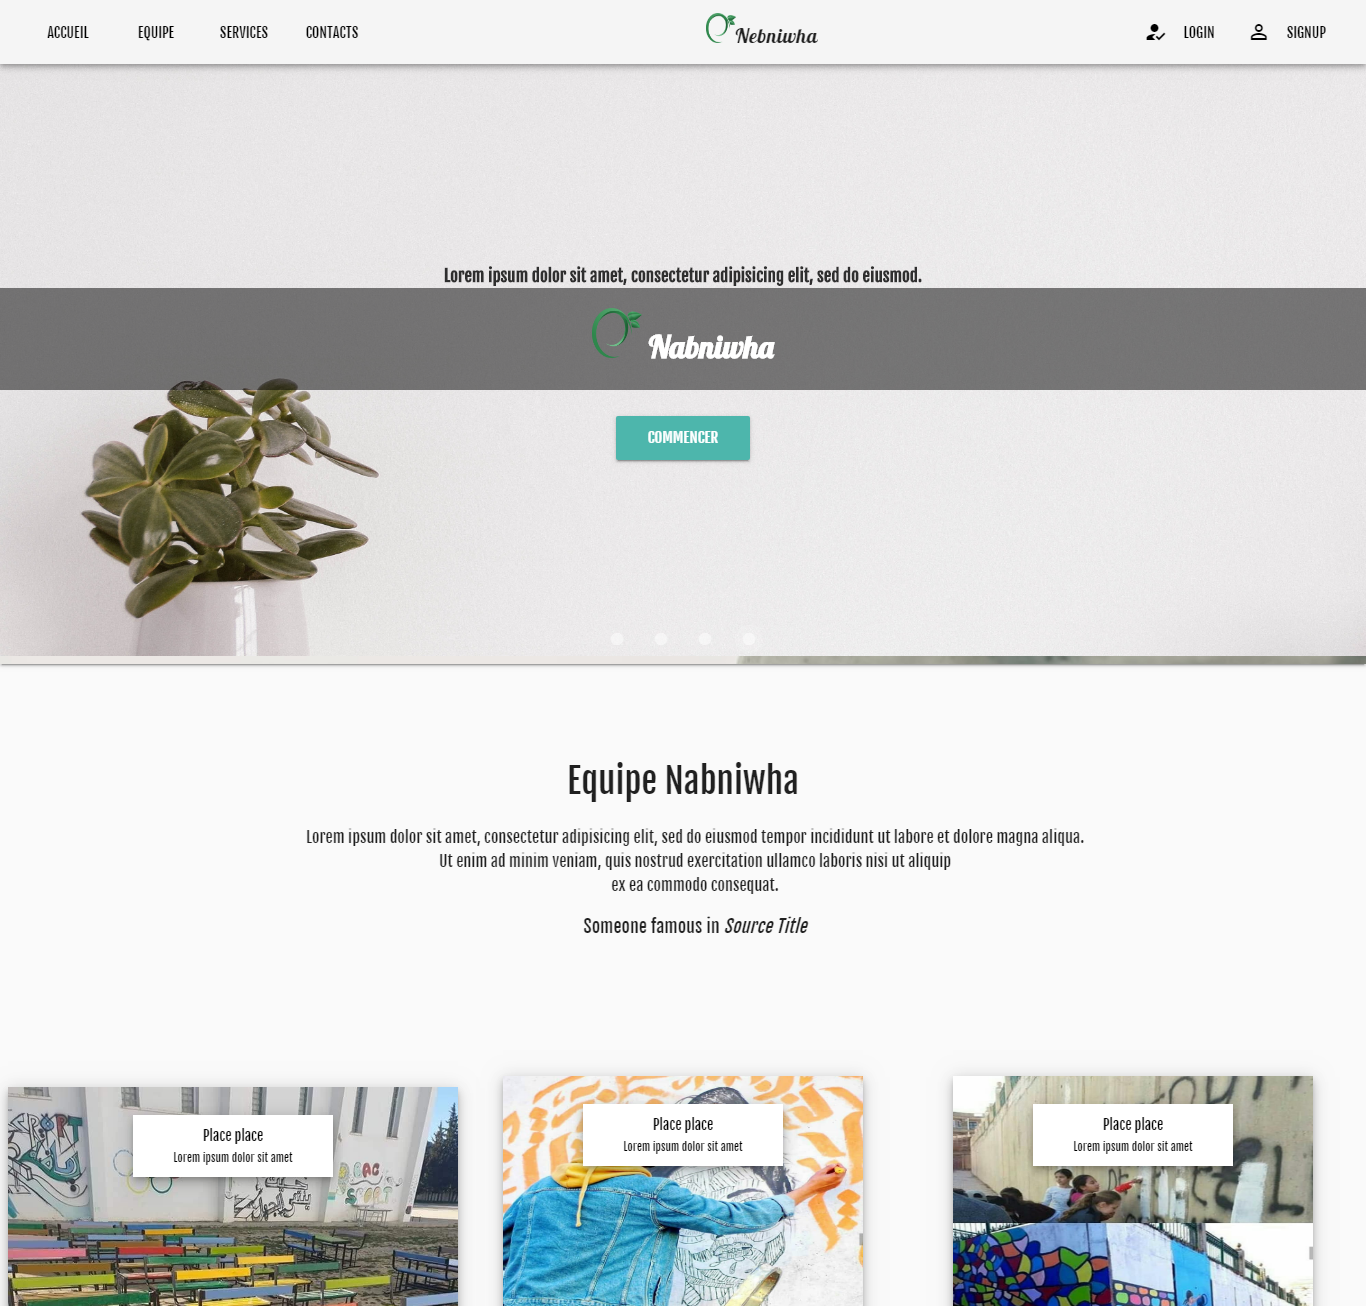 ACCUEIL EQUIPE SERVICES CONTACTS Nebniwha LOGIN SIGNUP
Lorem ipsum dolor sit amet, consectetur adipisicing elit, sed do eiusmod.
Nabniwha
COMMENCER
Equipe Nabniwha
Lorem ipsum dolor sit amet, consectetur adipisicing elit, sed do eiusmod tempor incididunt ut labore et dolore magna aliqua.
Ut enim ad minim veniam, quis nostrud exercitation ullamco laboris nisi ut aliquip
ex ea commodo consequat.
Someone famous in Source Title
Place place
Lorem ipsum dolor sit amet
Place place
Lorem ipsum dolor sit amet
Place place
Lorem ipsum dolor sit amet